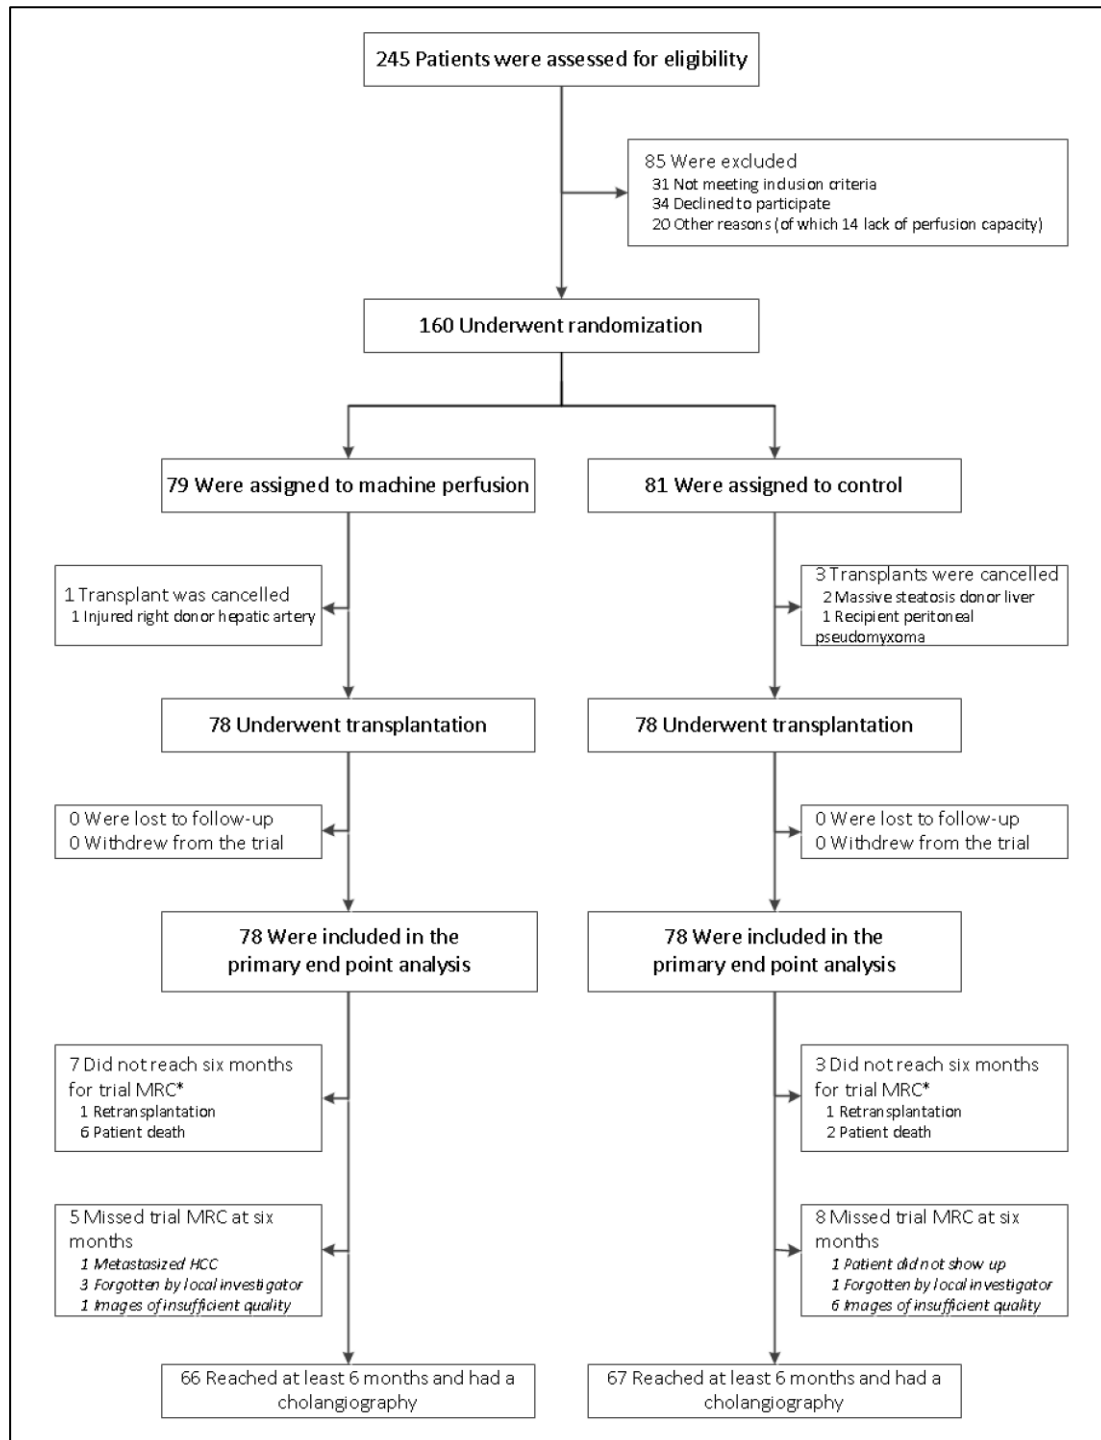 245 Patients were assessed for eligibility
85 Were excluded
31 Not meeting inclusion criteria
34 Declined to participate
20 Other reasons (of which 14 lack of perfusion capacity)
160 Underwent randomization
79 Were assigned to machine perfusion
81 Were assigned to control
1 Transplant was cancelled
1 Injured right donor hepatic artery
3 Transplants were cancelled
2 Massive steatosis donor liver
1 Recipient peritoneal
pseudomyxoma
78 Underwent transplantation
78 Underwent transplantation
0 Were lost to follow-up
0 Withdrew from the trial
0 Were lost to follow-up
0 Withdrew from the trial
78 Were included in the
primary end point analysis
78 Were included in the
primary end point analysis
7 Did not reach six months
for trial MRC*
1 Retransplantation
6 Patient death
3 Did not reach six months
for trial MRC*
1 Retransplantation
2 Patient death
5 Missed trial MRC at six
months
1 Metastasized HCC
3 Forgotten by local investigator
1 Images of insufficient quality
8 Missed trial MRC at six
months
1 Patient did not show up
1 Forgotten by local investigator
6 Images of insufficient quality
66 Reached at least 6 months and had a
cholangiography
67 Reached at least 6 months and had a
cholangiography